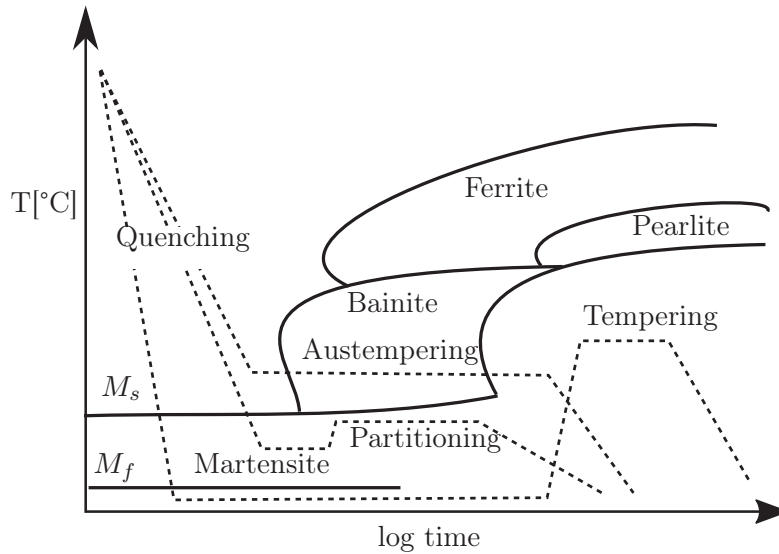 Ferrite
T[°C]
Pearlite
Quenching
Bainite
Tempering
Austempering
M_s
Partitioning
M_f
Martensite
log time